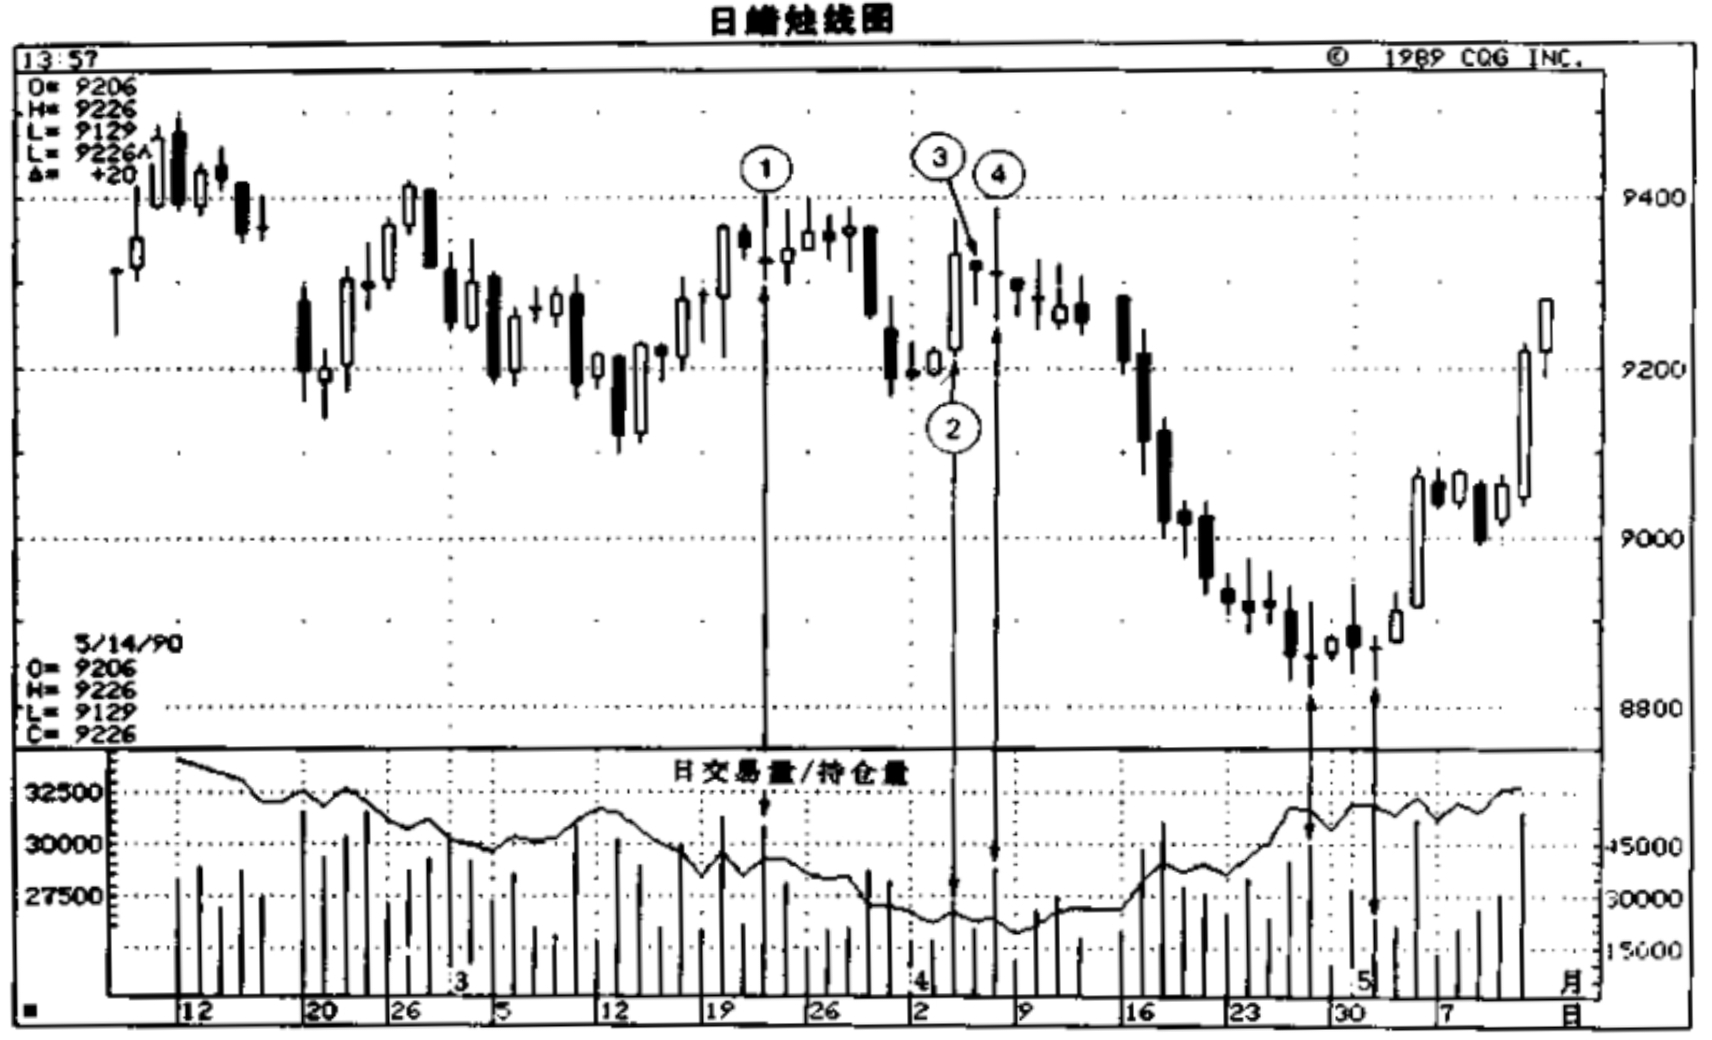 日蜡烛线图
13:57
© 1989 CQG INC.
O= 9206
H= 9226
L= 9129
L= 9226^
Δ= +20
1
3
4
2
9400
9200
9000
8800
5/14/90
O= 9206
H= 9226
L= 9129
C= 9226
日交易量/持仓量
32500
30000
27500
45000
30000
15000
3 4 5 月
12 20 26 5 12 19 26 2 9 16 23 30 7 日